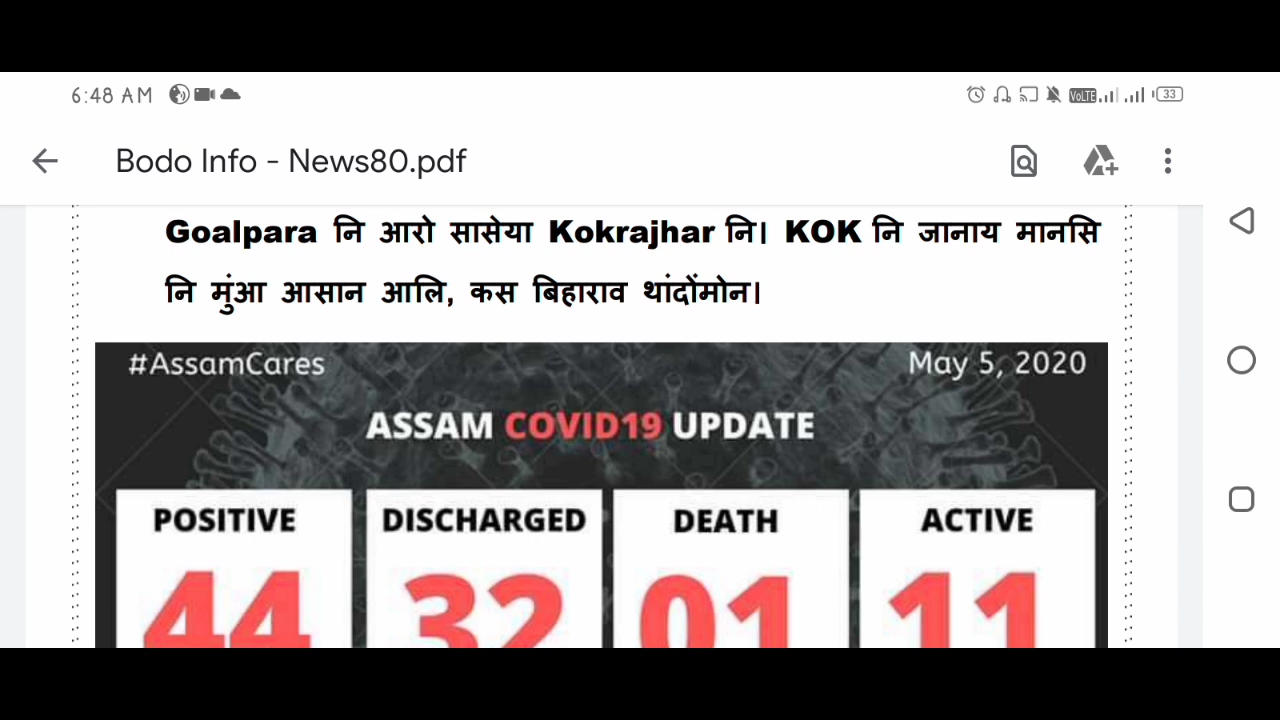 6:48 AM VoLTE 33
Bodo Info - News80.pdf
Goalpara नि आरो सासेया Kokrajhar नि। KOK नि जानाय मानसि
नि मुंआ आसान आलि, कस बिहाराव थांदोंमोन।
#AssamCares May 5, 2020
ASSAM COVID19 UPDATE
POSITIVE DISCHARGED DEATH ACTIVE
44 32 01 11